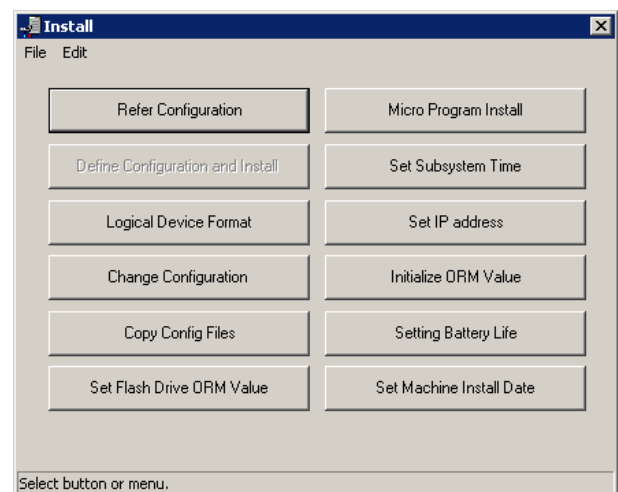 Install
File Edit
Refer Configuration
Micro Program Install
Define Configuration and Install
Set Subsystem Time
Logical Device Format
Set IP address
Change Configuration
Initialize ORM Value
Copy Config Files
Setting Battery Life
Set Flash Drive ORM Value
Set Machine Install Date
Select button or menu.